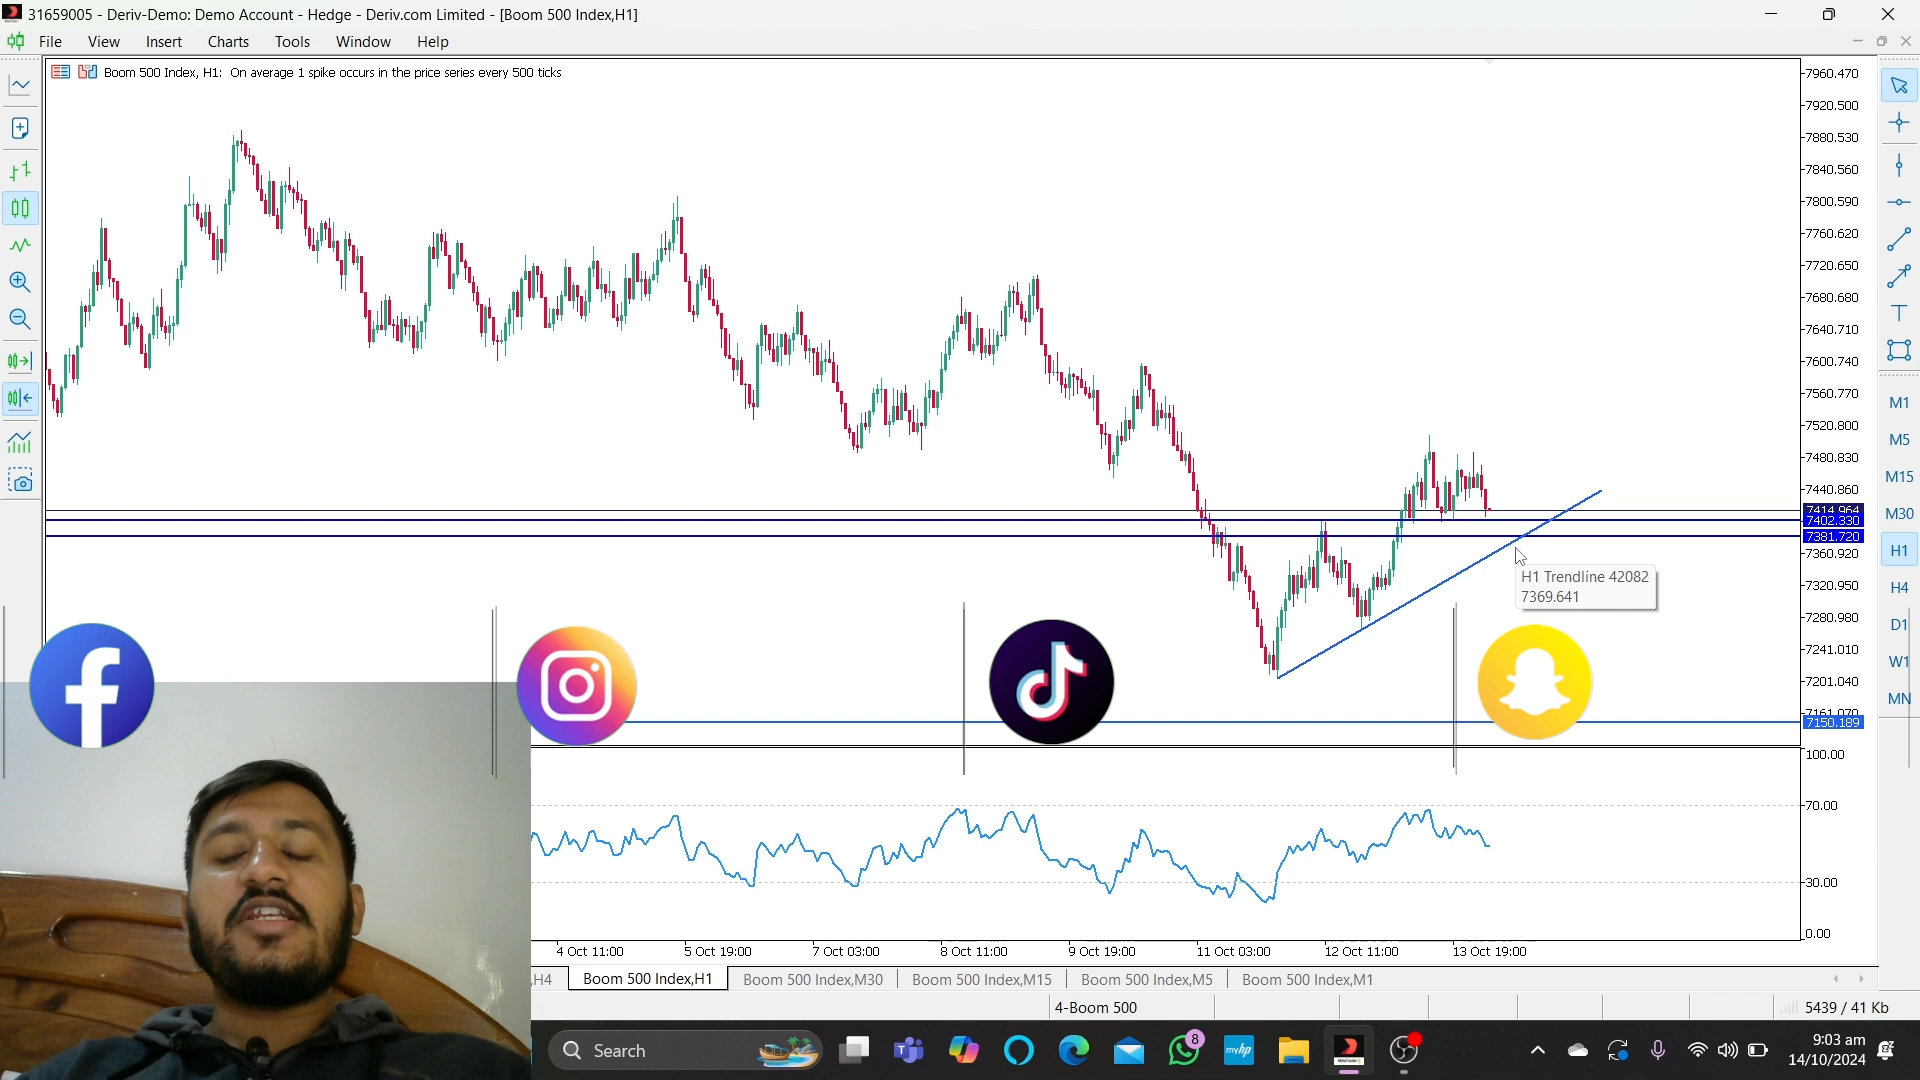 31659005 - Deriv-Demo: Demo Account - Hedge - Deriv.com Limited - [Boom 500 Index,H1]
File View Insert Charts Tools Window Help
Boom 500 Index, H1: On average 1 spike occurs in the price series every 500 ticks
7960.470
7920.500
7880.530
7840.560
7800.590
7760.620
7720.650
7680.680
7640.710
7600.740
7560.770
7520.800
7480.830
7440.860
7414.964
7402.330
7381.720
7360.920
7320.950
7280.980
7241.010
7201.040
7161.070
7150.189
H1 Trendline 42082
7369.641
M1
M5
M15
M30
H1
H4
D1
W1
MN
100.00
70.00
30.00
0.00
4 Oct 11:00 5 Oct 19:00 7 Oct 03:00 8 Oct 11:00 9 Oct 19:00 11 Oct 03:00 12 Oct 11:00 13 Oct 19:00
,H4 Boom 500 Index,H1 Boom 500 Index,M30 Boom 500 Index,M15 Boom 500 Index,M5 Boom 500 Index,M1
4-Boom 500 5439 / 41 Kb
Search
8
myhp
9:03 am
14/10/2024